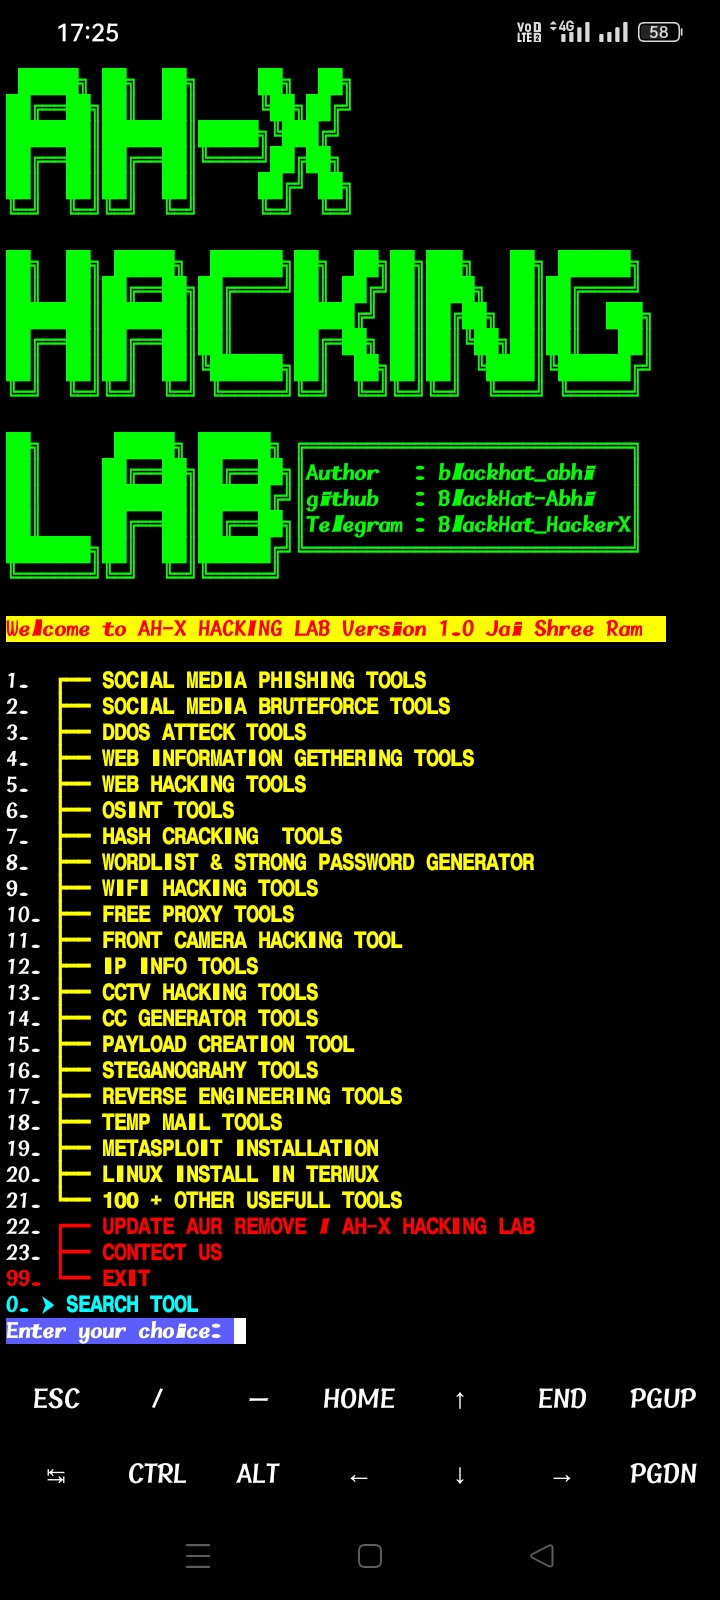 17:25 Vo D LTE 2 4G 58
AH-X
HACKING
LAB
Author : blackhat_abhi
github : BlackHat-Abhi
Telegram : BlackHat_HackerX
Welcome to AH-X HACKING LAB Version 1.0 Jai Shree Ram
1. SOCIAL MEDIA PHISHING TOOLS
2. SOCIAL MEDIA BRUTEFORCE TOOLS
3. DDOS ATTECK TOOLS
4. WEB INFORMATION GETHERING TOOLS
5. WEB HACKING TOOLS
6. OSINT TOOLS
7. HASH CRACKING  TOOLS
8. WORDLIST & STRONG PASSWORD GENERATOR
9. WIFI HACKING TOOLS
10. FREE PROXY TOOLS
11. FRONT CAMERA HACKING TOOL
12. IP INFO TOOLS
13. CCTV HACKING TOOLS
14. CC GENERATOR TOOLS
15. PAYLOAD CREATION TOOL
16. STEGANOGRAHY TOOLS
17. REVERSE ENGINEERING TOOLS
18. TEMP MAIL TOOLS
19. METASPLOIT INSTALLATION
20. LINUX INSTALL IN TERMUX
21. 100 + OTHER USEFULL TOOLS
22. UPDATE AUR REMOVE / AH-X HACKING LAB
23. CONTECT US
99. EXIT
0. ➤ SEARCH TOOL
Enter your choice:
ESC / — HOME ↑ END PGUP
↹ CTRL ALT ← ↓ → PGDN